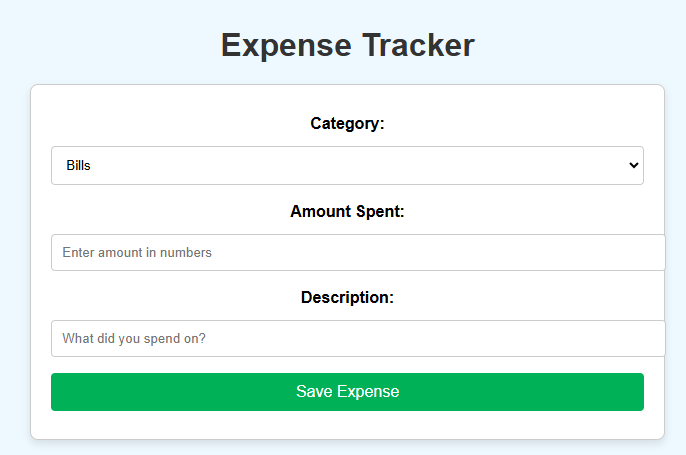 Expense Tracker
Category:
Bills
Amount Spent:
Enter amount in numbers
Description:
What did you spend on?
Save Expense